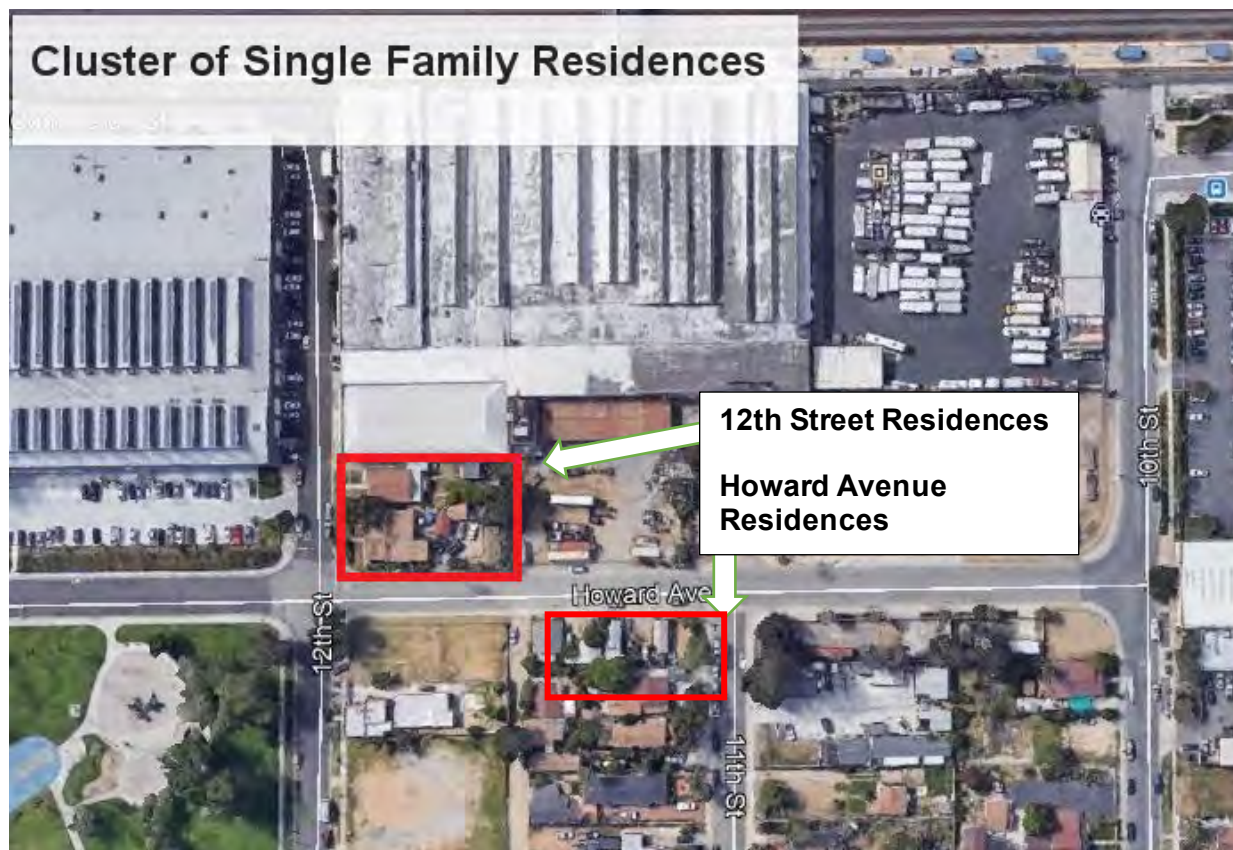 Cluster of Single Family Residences
12th Street Residences
Howard Avenue
Residences
10th St
Howard Ave
12th St
11th St